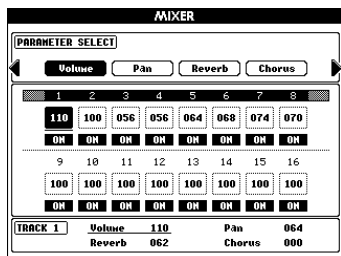 MIXER
PARAMETER SELECT
Volume Pan Reverb Chorus
1 2 3 4 5 6 7 8
110 100 056 056 064 068 074 070
ON ON ON ON ON ON ON ON
9 10 11 12 13 14 15 16
100 100 100 100 100 100 100 100
ON ON ON ON ON ON ON ON
TRACK 1 Volume 110 Pan 064
Reverb 062 Chorus 000